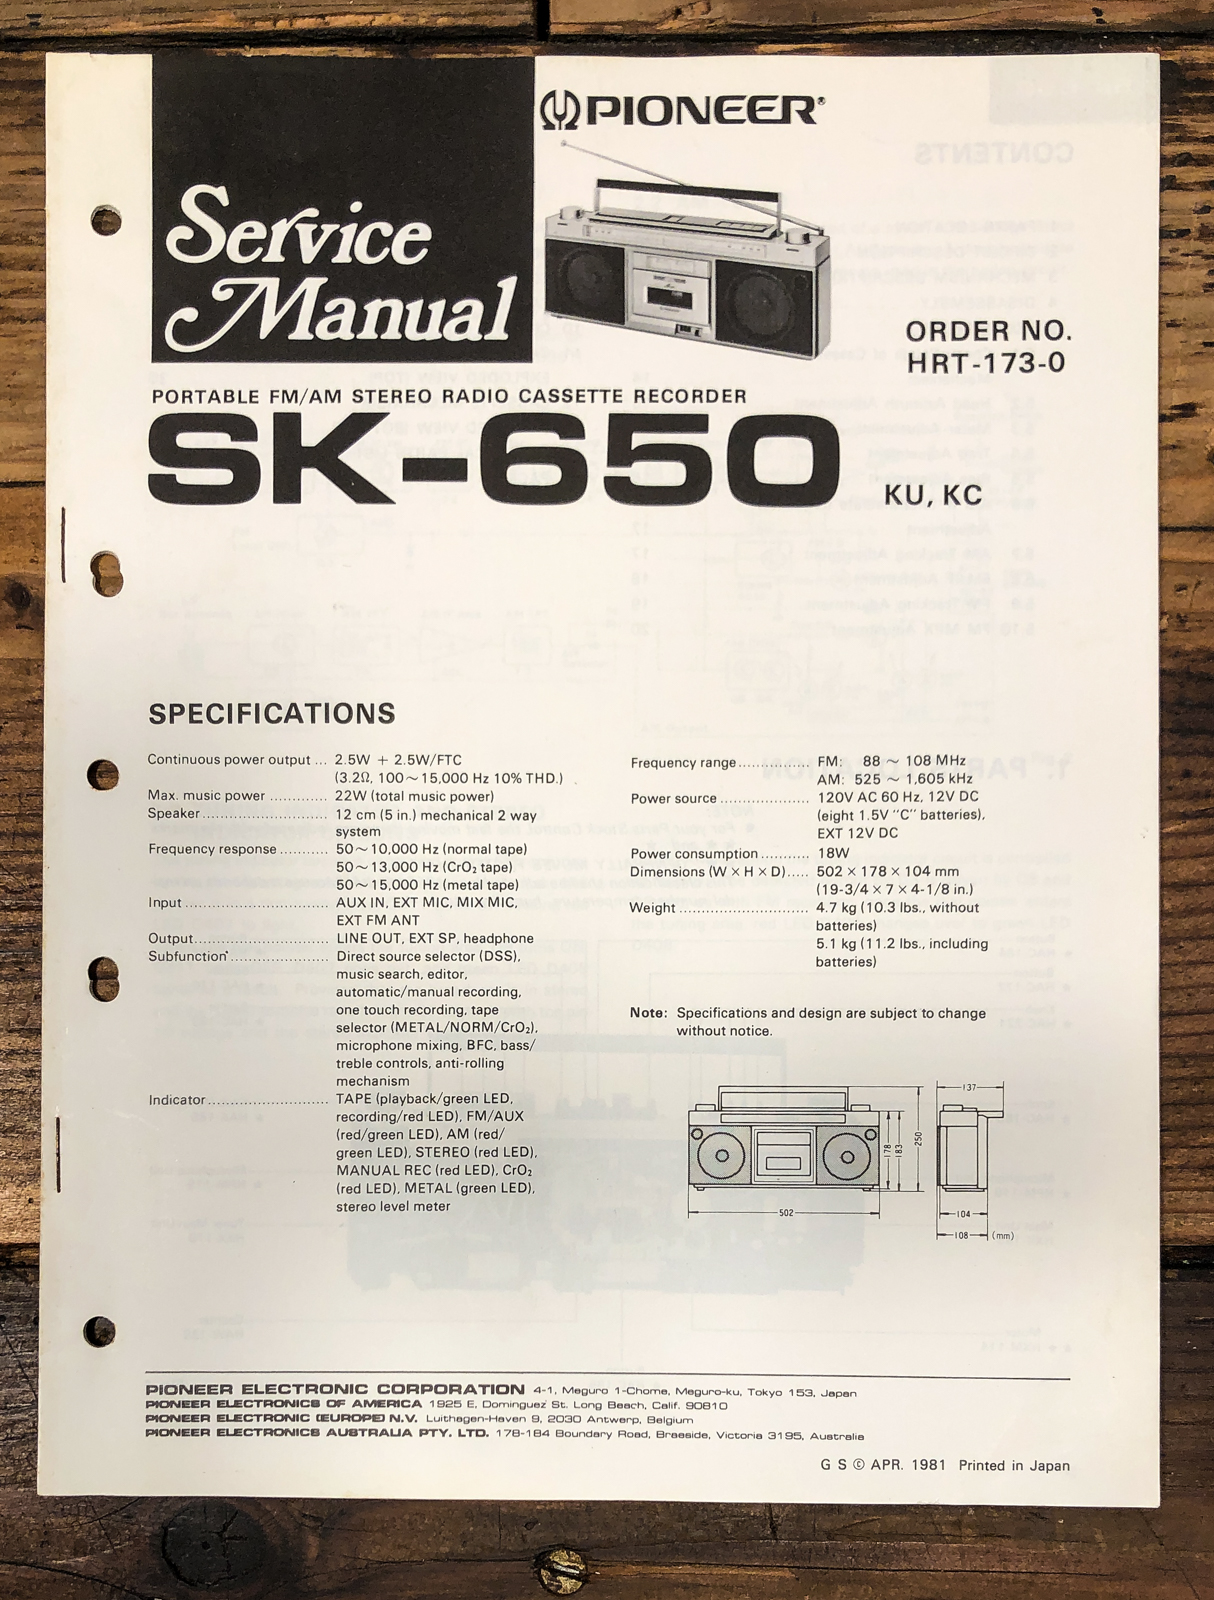 Service
Manual
PIONEER®
ORDER NO.
HRT-173-0
PORTABLE FM/AM STEREO RADIO CASSETTE RECORDER
SK-650 KU, KC
SPECIFICATIONS
Continuous power output ... 2.5W + 2.5W/FTC
(3.2Ω, 100～15,000 Hz 10% THD.)
Max. music power ............. 22W (total music power)
Speaker ............................ 12 cm (5 in.) mechanical 2 way
system
Frequency response ........... 50～10,000 Hz (normal tape)
50～13,000 Hz (CrO₂ tape)
50～15,000 Hz (metal tape)
Input ................................ AUX IN, EXT MIC, MIX MIC,
EXT FM ANT
Output.............................. LINE OUT, EXT SP, headphone
Subfunction ...................... Direct source selector (DSS),
music search, editor,
automatic/manual recording,
one touch recording, tape
selector (METAL/NORM/CrO₂),
microphone mixing, BFC, bass/
treble controls, anti-rolling
mechanism
Indicator........................... TAPE (playback/green LED,
recording/red LED), FM/AUX
(red/green LED), AM (red/
green LED), STEREO (red LED),
MANUAL REC (red LED), CrO₂
(red LED), METAL (green LED),
stereo level meter
Frequency range ................ FM: 88 ～ 108 MHz
AM: 525 ～ 1,605 kHz
Power source .................... 120V AC 60 Hz, 12V DC
(eight 1.5V "C" batteries),
EXT 12V DC
Power consumption ........... 18W
Dimensions (W × H × D)..... 502 × 178 × 104 mm
(19-3/4 × 7 × 4-1/8 in.)
Weight ............................. 4.7 kg (10.3 lbs., without
batteries)
5.1 kg (11.2 lbs., including
batteries)
Note: Specifications and design are subject to change
without notice.
137
178
183
250
502
104
108 (mm)
PIONEER ELECTRONIC CORPORATION 4-1, Meguro 1-Chome, Meguro-ku, Tokyo 153, Japan
PIONEER ELECTRONICS OF AMERICA 1925 E, Dominguez St. Long Beach, Calif. 90810
PIONEER ELECTRONIC (EUROPE) N.V. Luithagen-Haven 9, 2030 Antwerp, Belgium
PIONEER ELECTRONICS AUSTRALIA PTY. LTD. 178-184 Boundary Road, Braeside, Victoria 3195, Australia
G S © APR. 1981 Printed in Japan